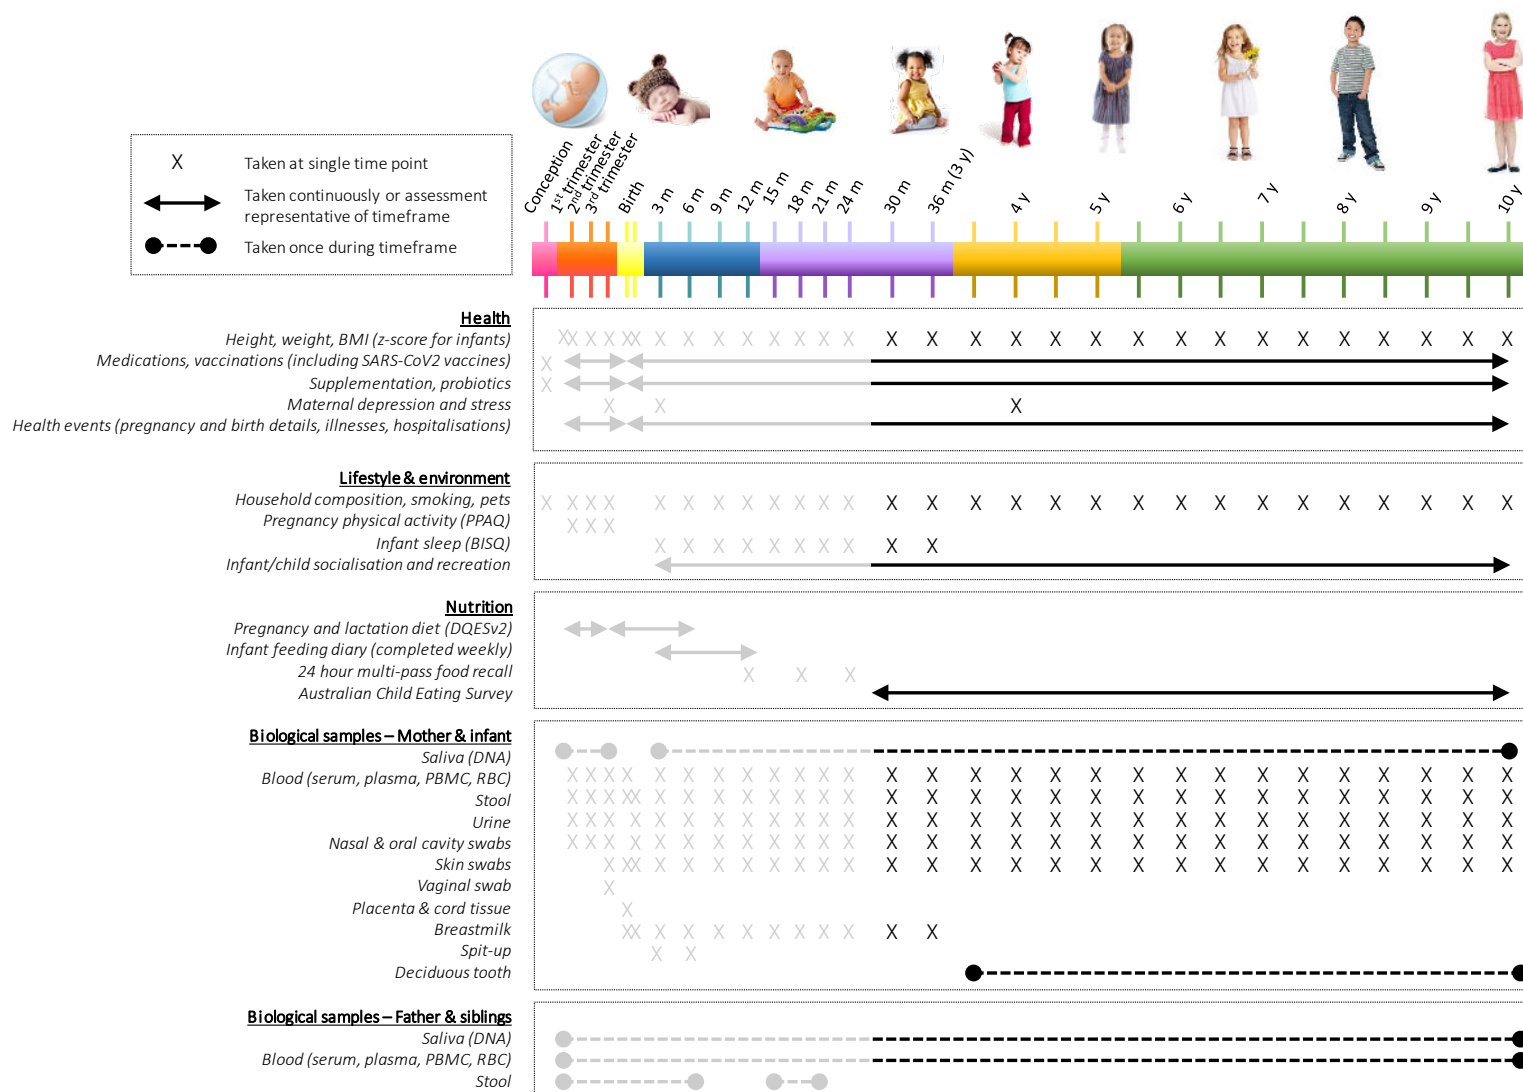 X Taken at single time point
Taken continuously or assessment
representative of timeframe
Taken once during timeframe
Conception
1st trimester
2nd trimester
3rd trimester
Birth
3 m
6 m
9 m
12 m
15 m
18 m
21 m
24 m
30 m
36 m (3 y)
4 y
5 y
6 y
7 y
8 y
9 y
10 y
Health
Height, weight, BMI (z-score for infants)
Medications, vaccinations (including SARS-CoV2 vaccines)
Supplementation, probiotics
Maternal depression and stress
Health events (pregnancy and birth details, illnesses, hospitalisations)
Lifestyle & environment
Household composition, smoking, pets
Pregnancy physical activity (PPAQ)
Infant sleep (BISQ)
Infant/child socialisation and recreation
Nutrition
Pregnancy and lactation diet (DQESv2)
Infant feeding diary (completed weekly)
24 hour multi-pass food recall
Australian Child Eating Survey
Biological samples – Mother & infant
Saliva (DNA)
Blood (serum, plasma, PBMC, RBC)
Stool
Urine
Nasal & oral cavity swabs
Skin swabs
Vaginal swab
Placenta & cord tissue
Breastmilk
Spit-up
Deciduous tooth
Biological samples – Father & siblings
Saliva (DNA)
Blood (serum, plasma, PBMC, RBC)
Stool